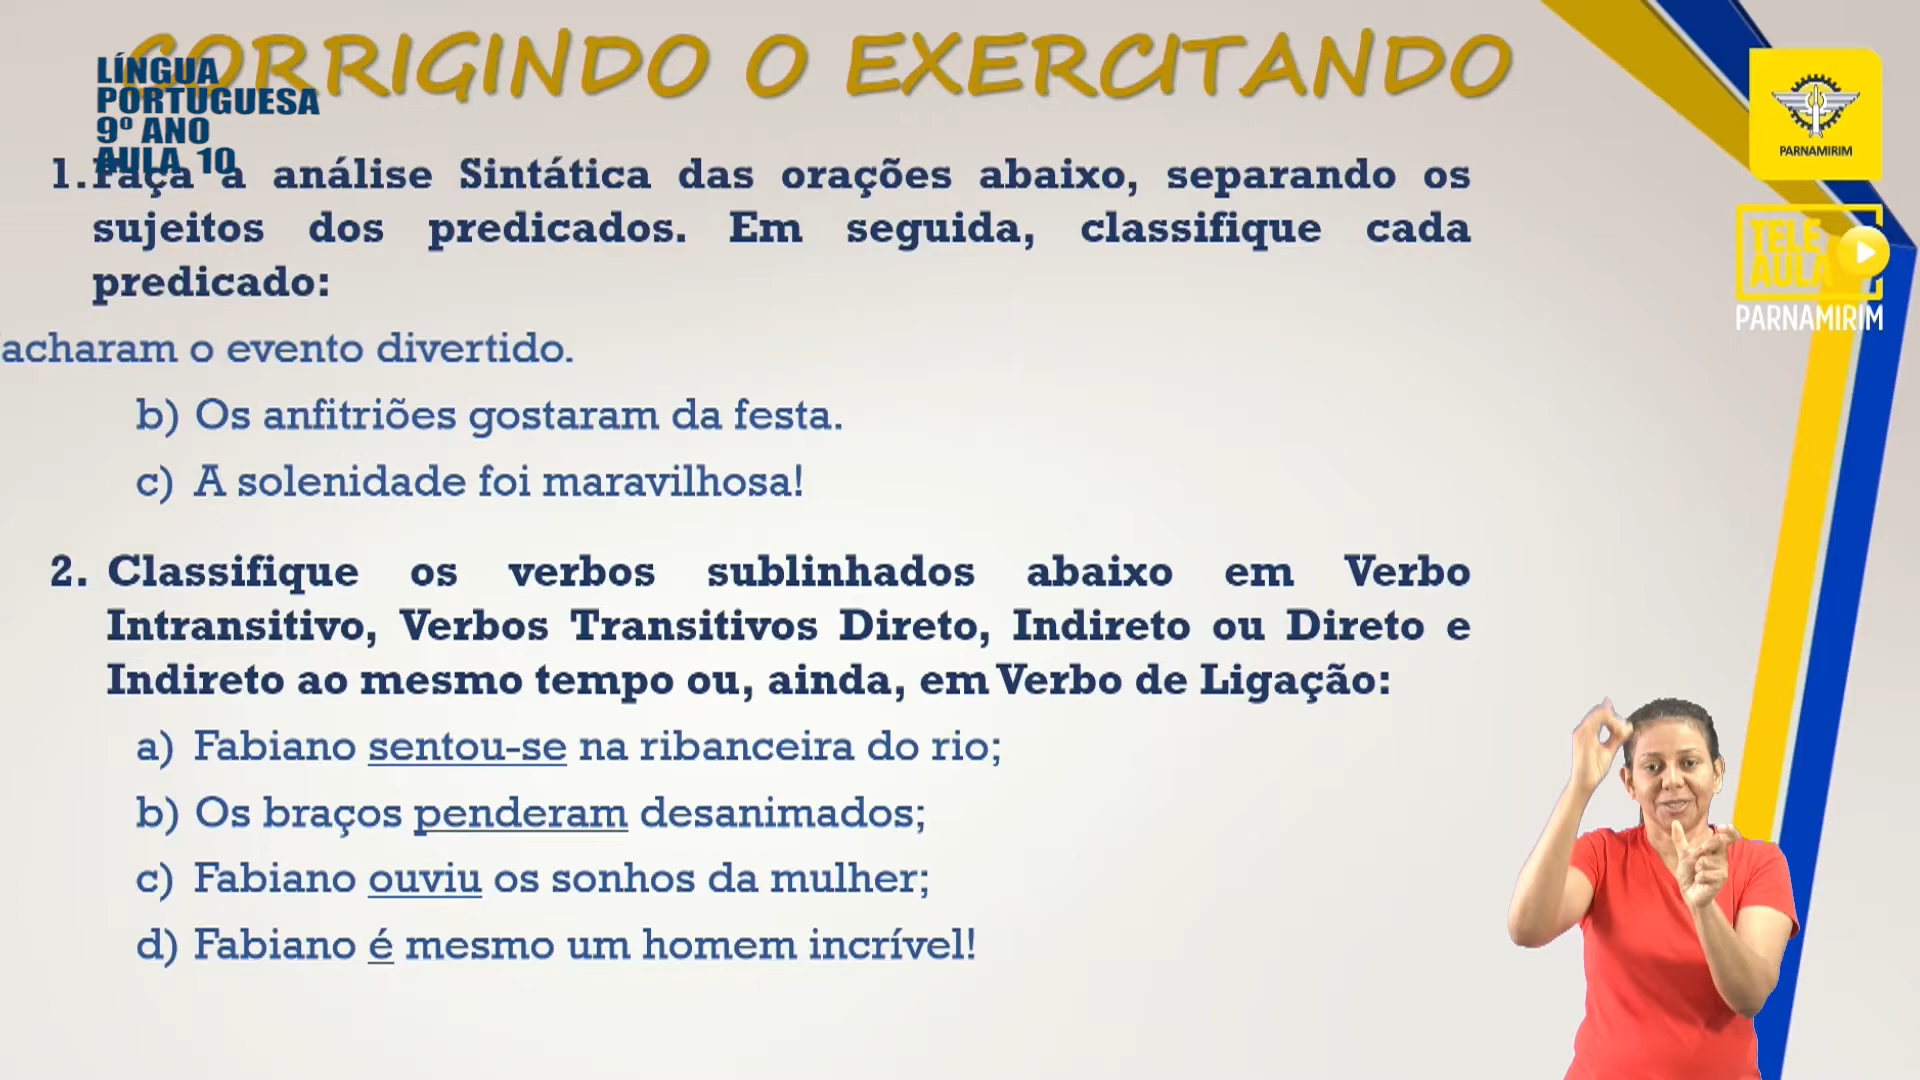 CORRIGINDO O EXERCITANDO
LÍNGUA
PORTUGUESA
9º ANO
AULA 10
PARNAMIRIM
TELE
AULA
PARNAMIRIM
1. Faça a análise Sintática das orações abaixo, separando os
sujeitos dos predicados. Em seguida, classifique cada
predicado:
acharam o evento divertido.
b) Os anfitriões gostaram da festa.
c) A solenidade foi maravilhosa!
2. Classifique os verbos sublinhados abaixo em Verbo
Intransitivo, Verbos Transitivos Direto, Indireto ou Direto e
Indireto ao mesmo tempo ou, ainda, em Verbo de Ligação:
a) Fabiano sentou-se na ribanceira do rio;
b) Os braços penderam desanimados;
c) Fabiano ouviu os sonhos da mulher;
d) Fabiano é mesmo um homem incrível!